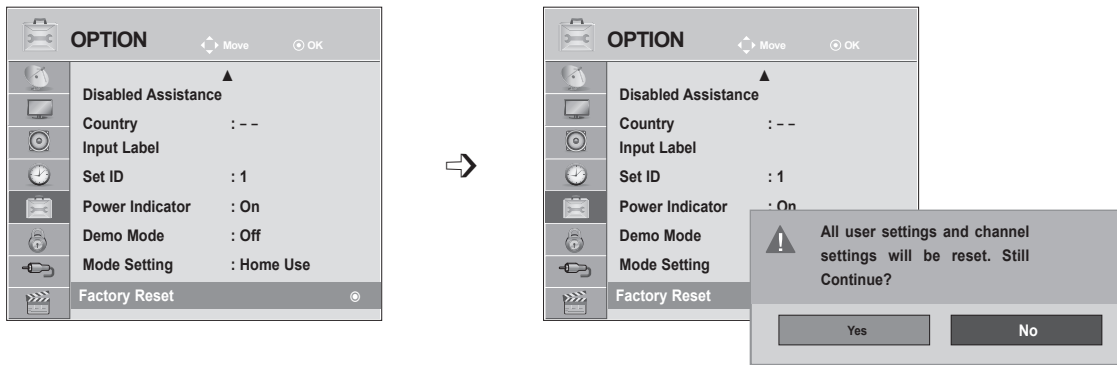 OPTION
Move
OK
Disabled Assistance
Country : – –
Input Label
Set ID : 1
Power Indicator : On
Demo Mode : Off
Mode Setting : Home Use
Factory Reset
OPTION
Move
OK
Disabled Assistance
Country : – –
Input Label
Set ID : 1
Power Indicator : On
Demo Mode
Mode Setting
Factory Reset
All user settings and channel
settings will be reset. Still
Continue?
Yes
No